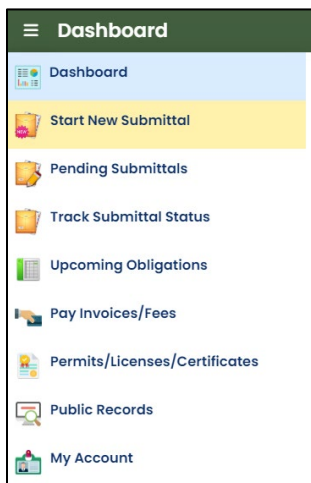 Dashboard
Dashboard
Start New Submittal
Pending Submittals
Track Submittal Status
Upcoming Obligations
Pay Invoices/Fees
Permits/Licenses/Certificates
Public Records
My Account